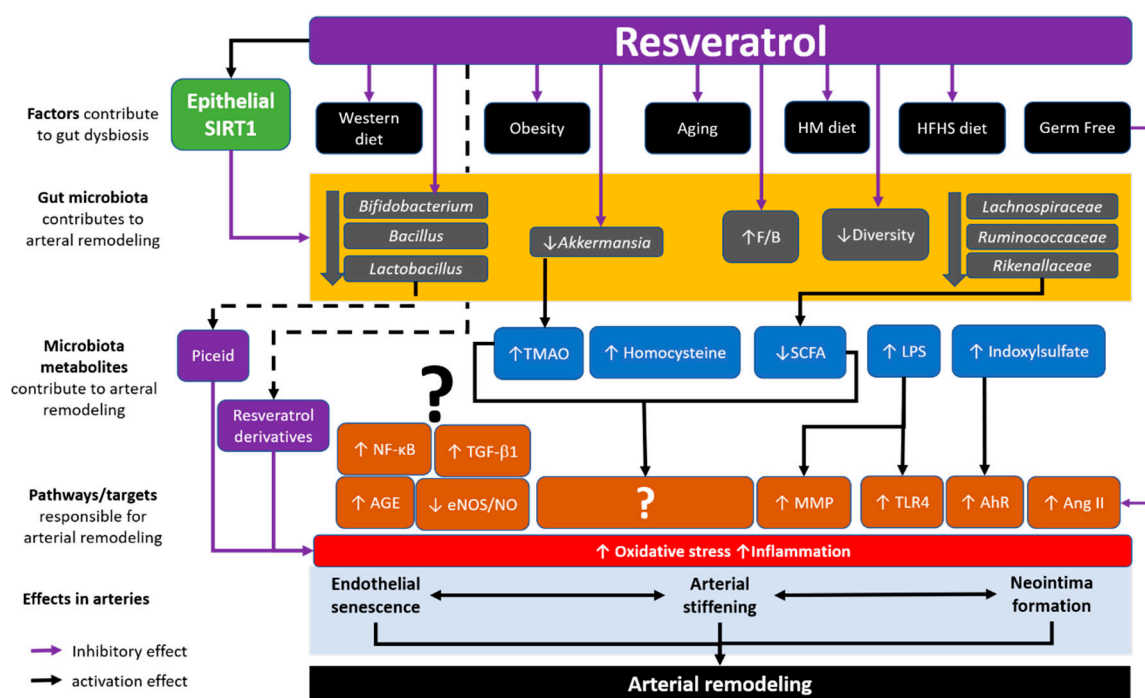 Resveratrol
Epithelial
SIRT1
Factors contribute
to gut dysbiosis
Western
diet
Obesity
Aging
HM diet
HFHS diet
Germ Free
Gut microbiota
contributes to
arteral remodeling
Bifidobacterium
Bacillus
Lactobacillus
↓Akkermansia
↑F/B
↓Diversity
Lachnospiraceae
Ruminococcaceae
Rikenallaceae
Microbiota
metabolites
contribute to arteral
remodeling
Piceid
Resveratrol
derivatives
↑TMAO
↑ Homocysteine
↓SCFA
↑ LPS
↑ Indoxylsulfate
?
Pathways/targets
responsible for
arterial remodeling
↑ NF-κB
↑ TGF-β1
↑ AGE
↓ eNOS/NO
?
↑ MMP
↑ TLR4
↑ AhR
↑ Ang II
↑ Oxidative stress ↑Inflammation
Effects in arteries
Endothelial
senescence
Arterial
stiffening
Neointima
formation
Inhibitory effect
activation effect
Arterial remodeling